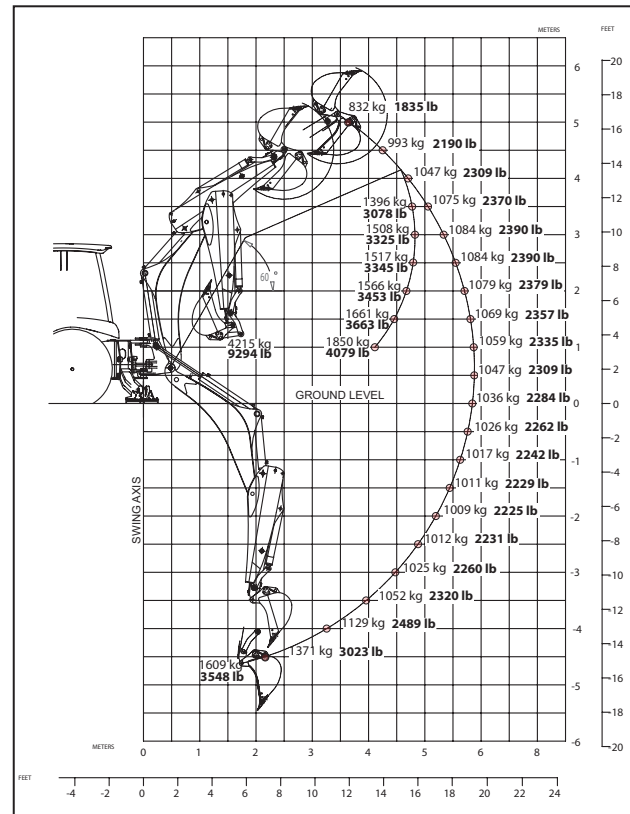 METERS
FEET
6
20
18
832 kg 1835 lb
5
16
993 kg 2190 lb
14
1047 kg 2309 lb
4
1396 kg
3078 lb
1075 kg 2370 lb
12
1508 kg
3325 lb
1084 kg 2390 lb
3
10
1517 kg
3345 lb
1084 kg 2390 lb
8
60°
1566 kg
3453 lb
1079 kg 2379 lb
2
6
1661 kg
3663 lb
1069 kg 2357 lb
4215 kg
9294 lb
1850 kg
4079 lb
1059 kg 2335 lb
1
4
1047 kg 2309 lb
2
GROUND LEVEL
1036 kg 2284 lb
0
0
1026 kg 2262 lb
-2
1017 kg 2242 lb
-1
-4
SWING AXIS
1011 kg 2229 lb
-6
1009 kg 2225 lb
-2
1012 kg 2231 lb
-8
1025 kg 2260 lb
-3
-10
1052 kg 2320 lb
-12
1129 kg 2489 lb
-4
-14
1371 kg 3023 lb
1609 kg
3548 lb
-5
-16
-18
-6
-20
METERS
0 1 2 3 4 5 6 7 8
FEET
-4 -2 0 2 4 6 8 10 12 14 16 18 20 22 24